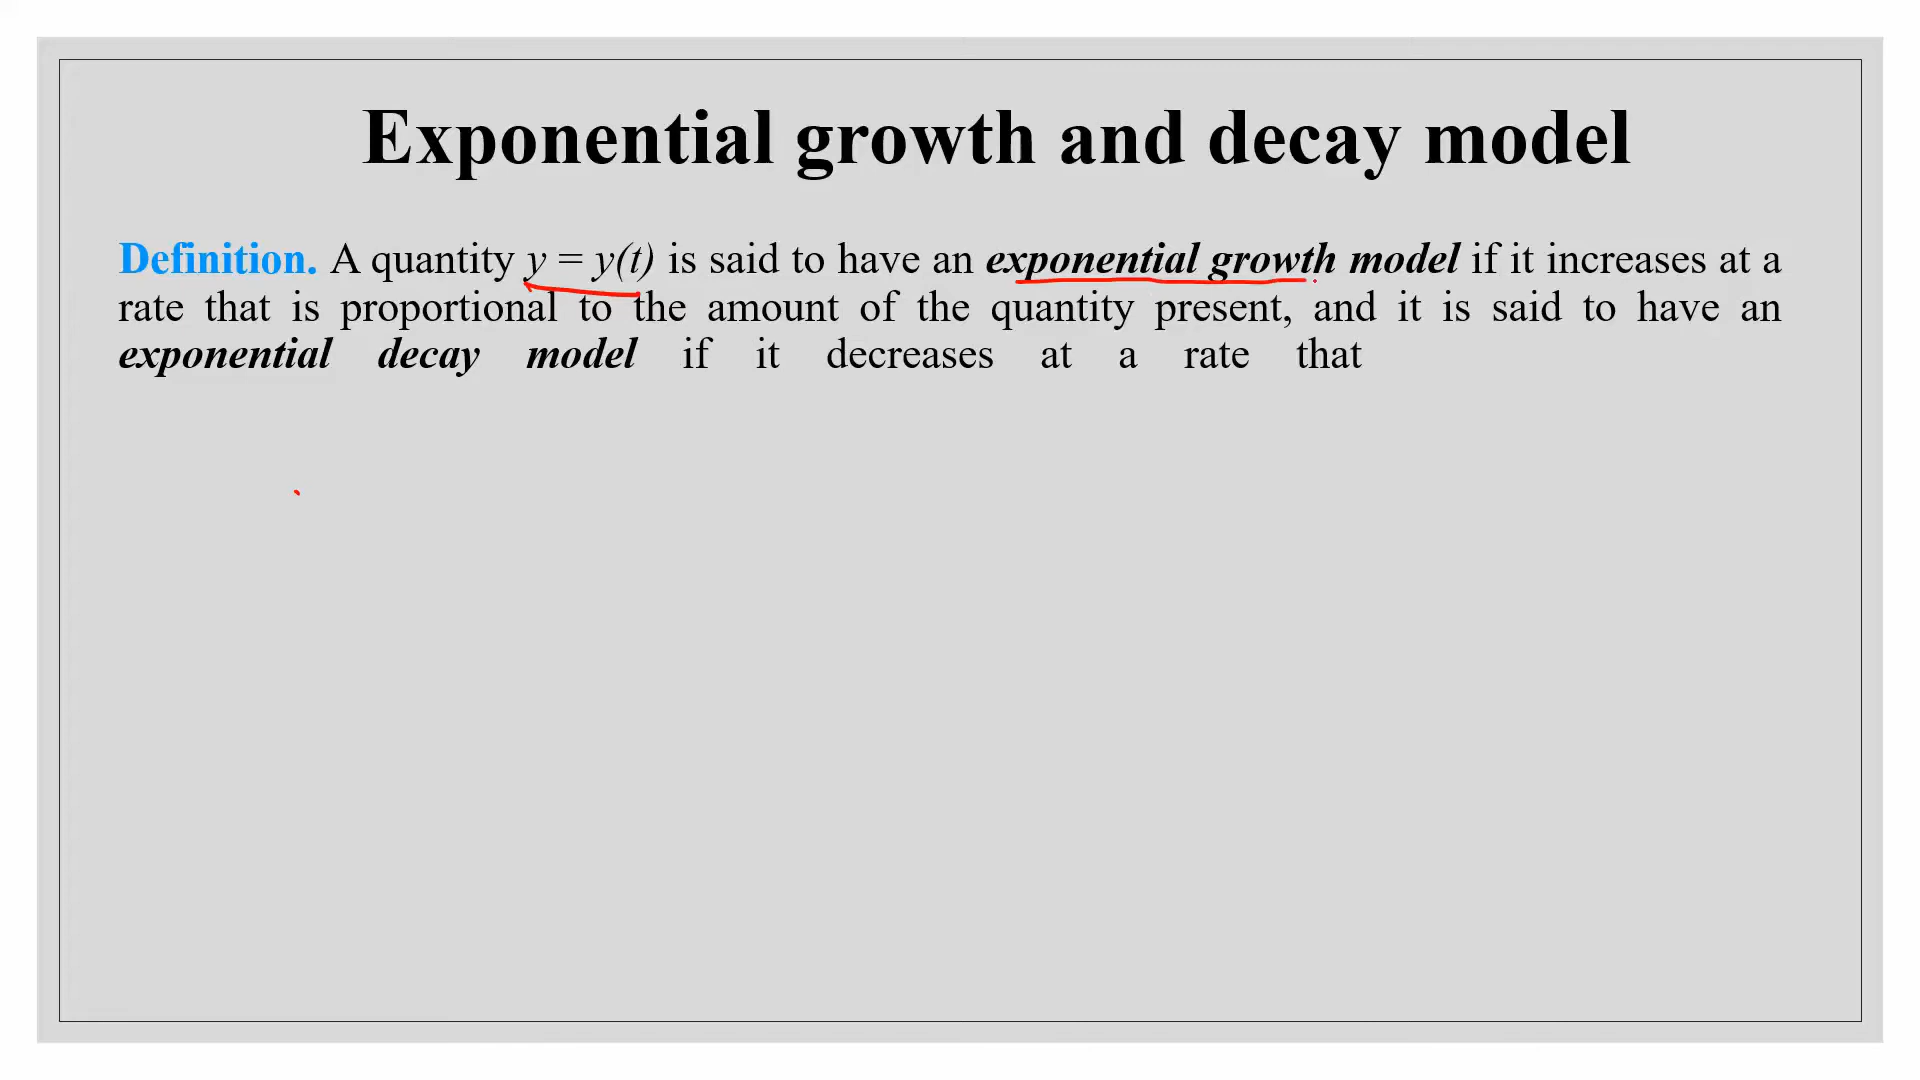 Exponential growth and decay model
Definition. A quantity y = y(t) is said to have an exponential growth model if it increases at a
rate that is proportional to the amount of the quantity present, and it is said to have an
exponential decay model if it decreases at a rate that